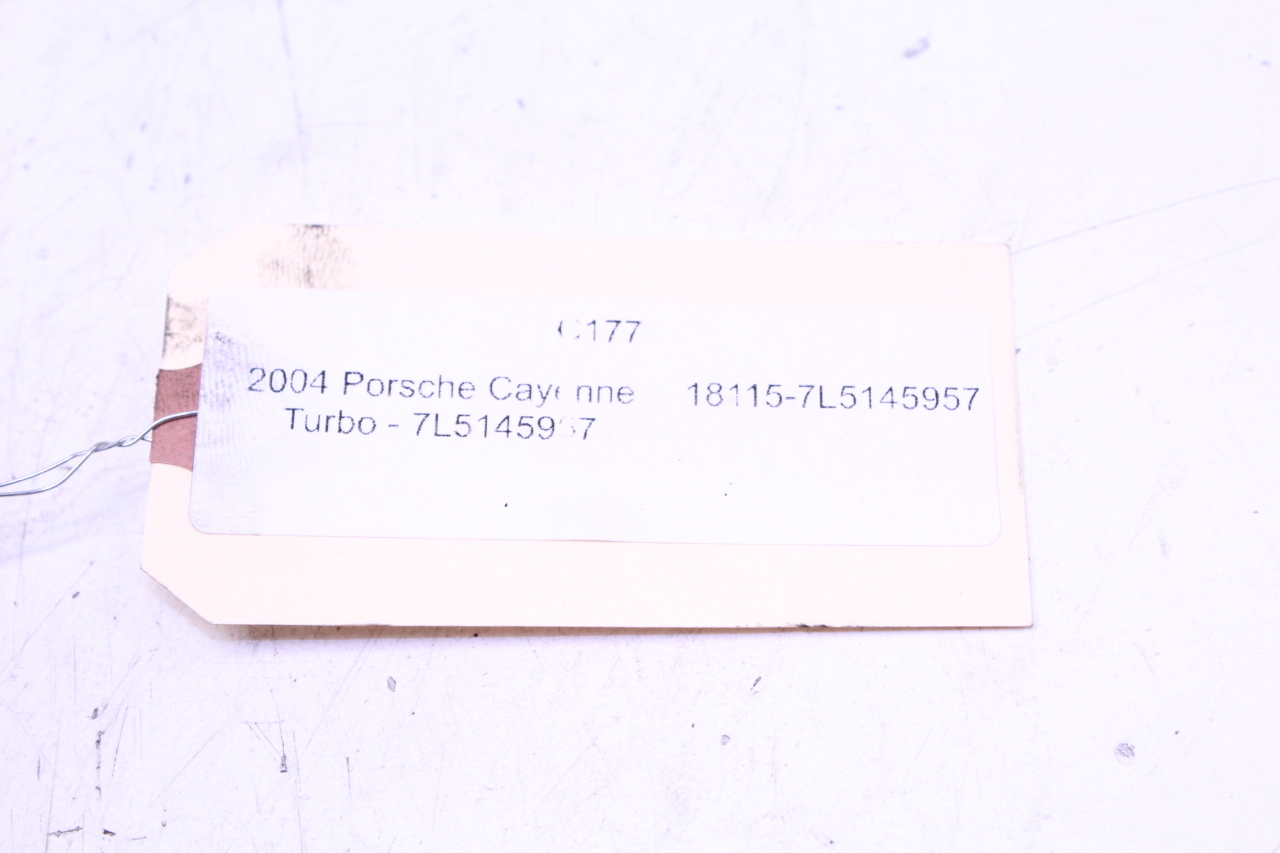 C177
2004 Porsche Cayenne 18115-7L5145957
Turbo - 7L5145957